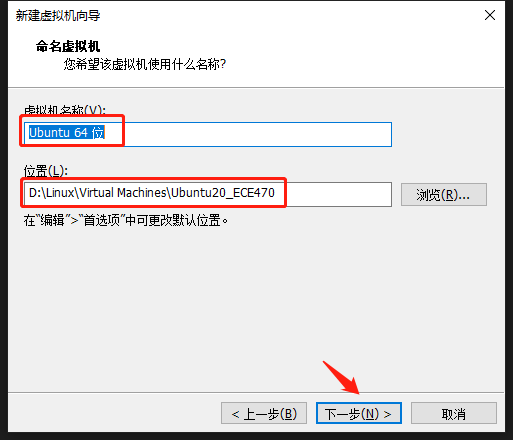 新建虚拟机向导
命名虚拟机
您希望该虚拟机使用什么名称?
虚拟机名称(V):
Ubuntu 64 位
位置(L):
D:\Linux\Virtual Machines\Ubuntu20_ECE470
浏览(R)...
在“编辑”>“首选项”中可更改默认位置。
< 上一步(B)
下一步(N) >
取消